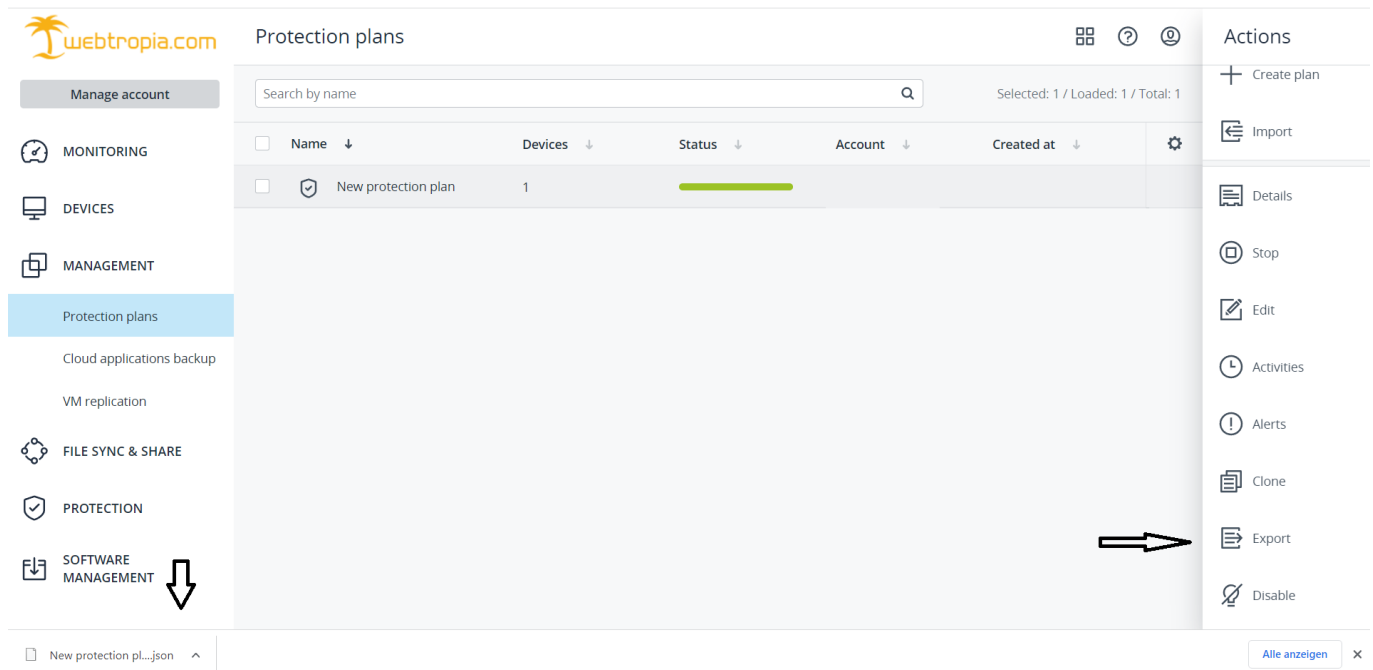 webtropia.com
Manage account
MONITORING
DEVICES
MANAGEMENT
Protection plans
Cloud applications backup
VM replication
FILE SYNC & SHARE
PROTECTION
SOFTWARE
MANAGEMENT
Protection plans
Search by name
Selected: 1 / Loaded: 1 / Total: 1
Name Devices Status Account Created at
New protection plan 1
Actions
Create plan
Import
Details
Stop
Edit
Activities
Alerts
Clone
Export
Disable
New protection pl....json
Alle anzeigen